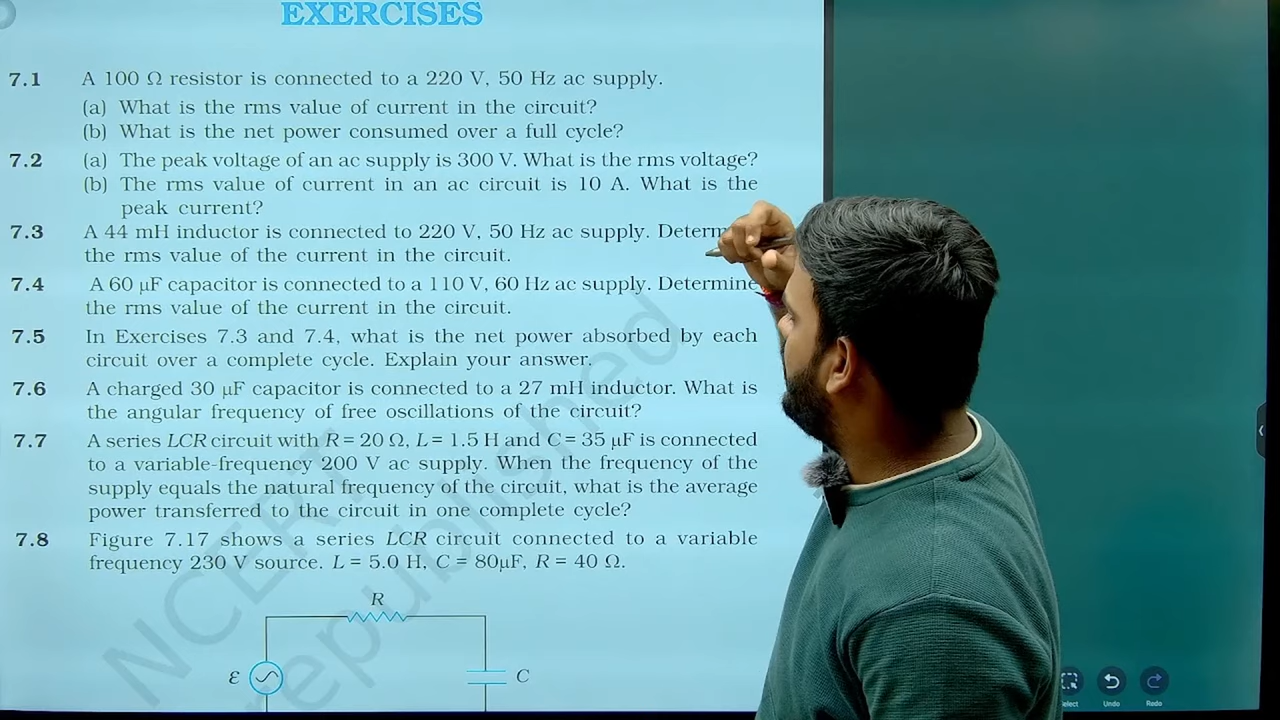 EXERCISES
7.1 A 100 Ω resistor is connected to a 220 V, 50 Hz ac supply.
(a) What is the rms value of current in the circuit?
(b) What is the net power consumed over a full cycle?
7.2 (a) The peak voltage of an ac supply is 300 V. What is the rms voltage?
(b) The rms value of current in an ac circuit is 10 A. What is the
peak current?
7.3 A 44 mH inductor is connected to 220 V, 50 Hz ac supply.
the rms value of the current in the circuit.
7.4 A 60 μF capacitor is connected to a 110 V, 60 Hz ac supply. Determine
the rms value of the current in the circuit.
7.5 In Exercises 7.3 and 7.4, what is the net power absorbed by each
circuit over a complete cycle. Explain your answer.
7.6 A charged 30 μF capacitor is connected to a 27 mH inductor. What is
the angular frequency of free oscillations of the circuit?
7.7 A series LCR circuit with R = 20 Ω, L = 1.5 H and C = 35 μF is connected
to a variable-frequency 200 V ac supply. When the frequency of the
supply equals the natural frequency of the circuit, what is the average
power transferred to the circuit in one complete cycle?
7.8 Figure 7.17 shows a series LCR circuit connected to a variable
frequency 230 V source. L = 5.0 H, C = 80μF, R = 40 Ω.
R
ε
C
NCERT
republished
Undo
Redo